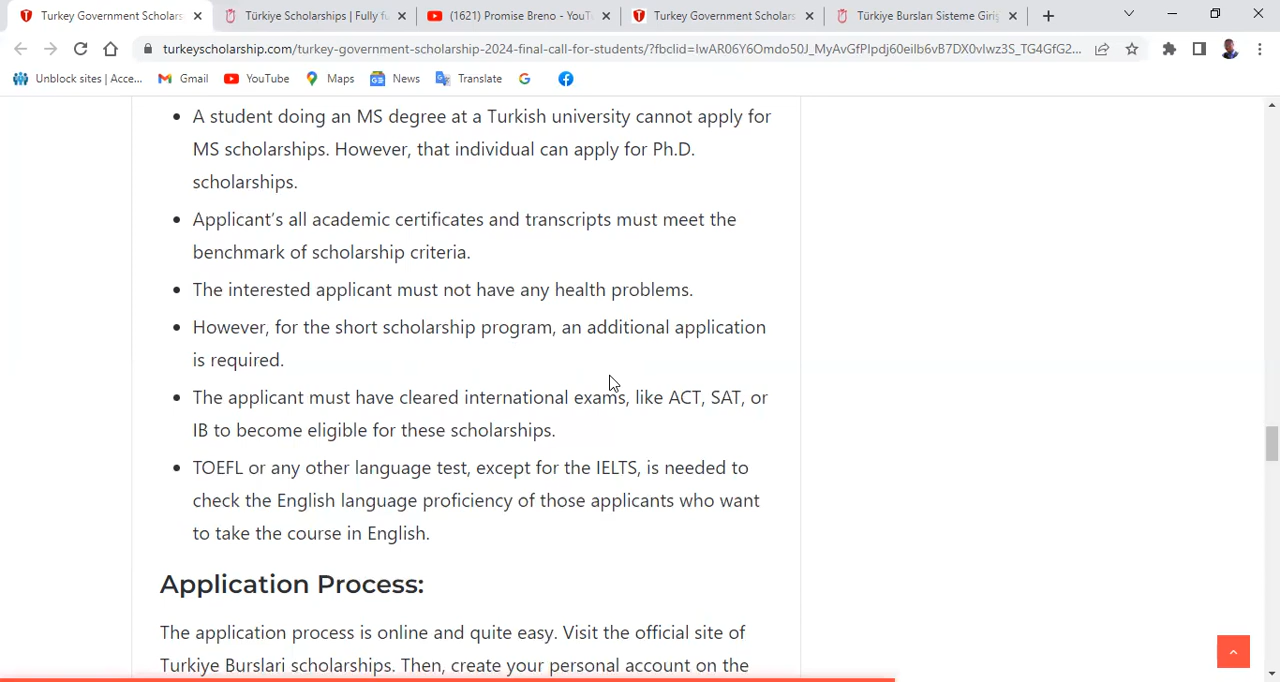 Turkey Government Scholars
Türkiye Scholarships | Fully f
(1621) Promise Breno - YouT
Turkey Government Scholars
Türkiye Bursları Sisteme Giriş
turkeyscholarship.com/turkey-government-scholarship-2024-final-call-for-students/?fbclid=
Unblock sites | Acce...
Gmail
YouTube
Maps
News
Translate
A student doing an MS degree at a Turkish university cannot apply for
MS scholarships. However, that individual can apply for Ph.D.
scholarships.
Applicant's all academic certificates and transcripts must meet the
benchmark of scholarship criteria.
The interested applicant must not have any health problems.
However, for the short scholarship program, an additional application
is required.
The applicant must have cleared international exams, like ACT, SAT, or
IB to become eligible for these scholarships.
TOEFL or any other language test, except for the IELTS, is needed to
check the English language proficiency of those applicants who want
to take the course in English.
Application Process:
The application process is online and quite easy. Visit the official site of
Turkiye Burslari scholarships. Then, create your personal account on the